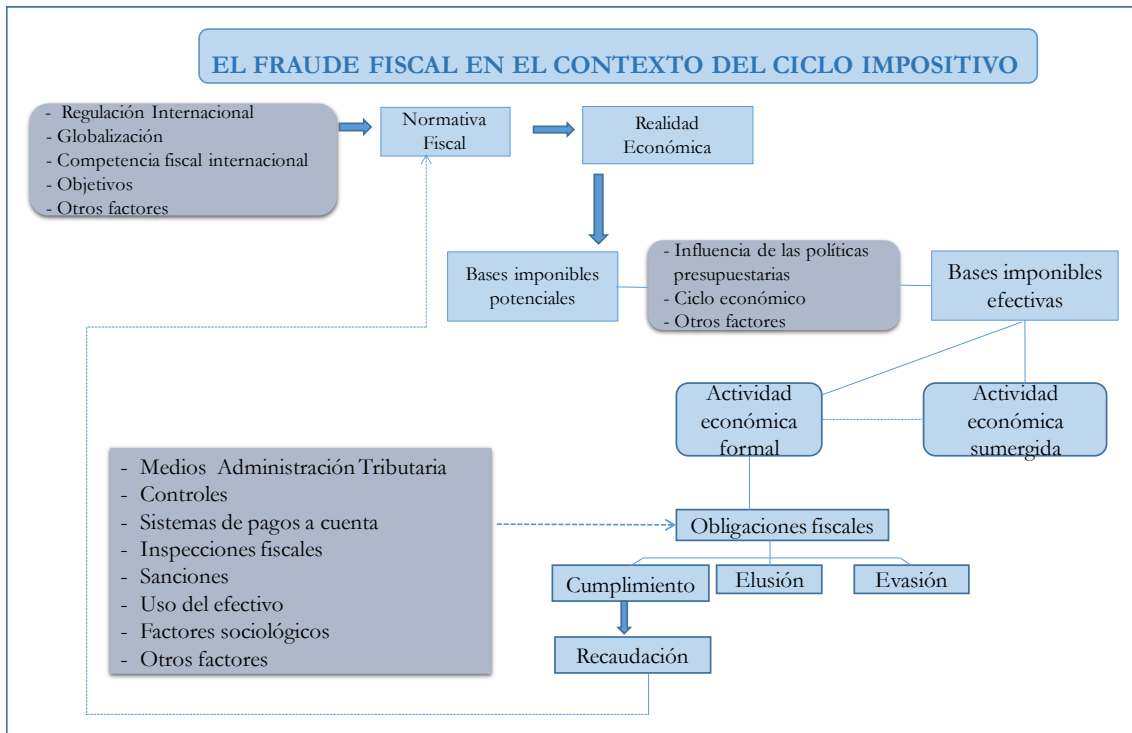 EL FRAUDE FISCAL EN EL CONTEXTO DEL CICLO IMPOSITIVO
- Regulación Internacional
- Globalización
- Competencia fiscal internacional
- Objetivos
- Otros factores
Normativa
Fiscal
Realidad
Económica
Bases imponibles
potenciales
- Influencia de las políticas
presupuestarias
- Ciclo económico
- Otros factores
Bases imponibles
efectivas
Actividad
económica
formal
Actividad
económica
sumergida
- Medios Administración Tributaria
- Controles
- Sistemas de pagos a cuenta
- Inspecciones fiscales
- Sanciones
- Uso del efectivo
- Factores sociológicos
- Otros factores
Obligaciones fiscales
Cumplimiento
Elusión
Evasión
Recaudación